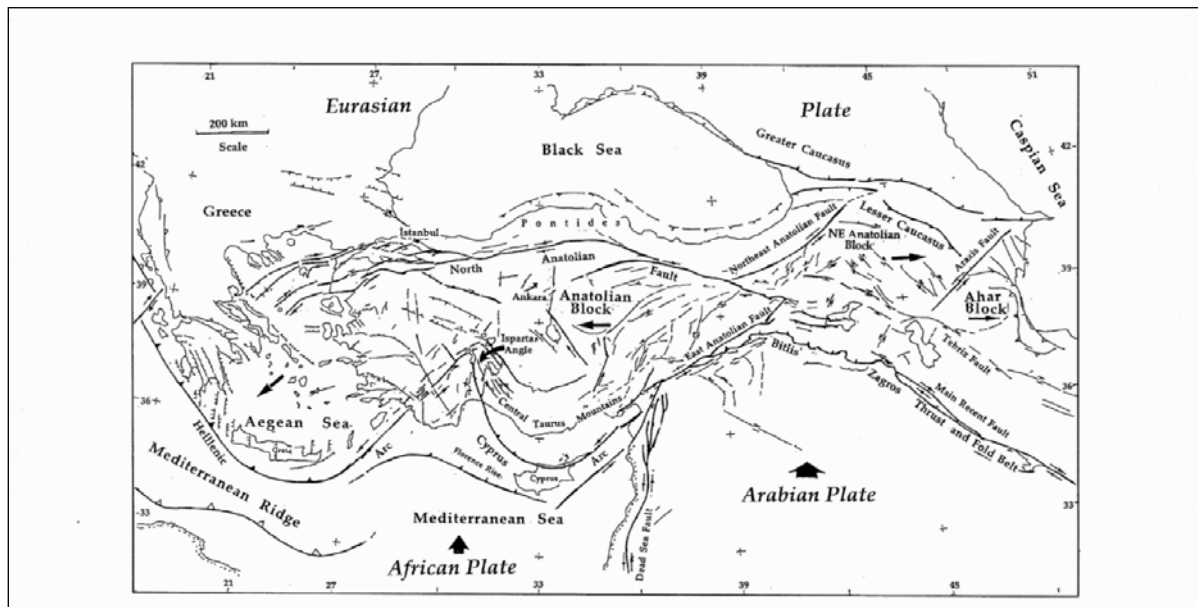 21 27 33 39 45 51
Eurasian
Plate
200 km
Scale
Greater Caucasus
Caspian Sea
42
42
Black Sea
Greece
Pontides
Istanbul
Northeast Anatolian Fault
Lesser Caucasus
NE Anatolian
Block
Araxis Fault
North
Anatolian
Fault
39
39
Ankara
Anatolian
Block
Ahar
Block
Ispartas
Angle
East Anatolian Fault
Bitlis
Tebriz Fault
Zagros
Main Recent Fault
Thrust and Fold Belt
36
36
Central
Taurus
Mountains
Aegean Sea
Crete
Hellenic
Arc
Cyprus
Arc
Florence Rise
Cyprus
Mediterranean Ridge
Arabian Plate
33
33
Mediterranean Sea
Dead Sea Fault
African Plate
21 27 33 39 45